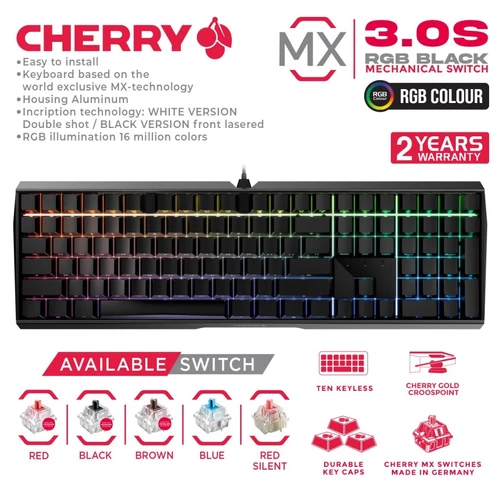 CHERRY
MX
3.0S
RGB BLACK
MECHANICAL SWITCH
•Easy to install
•Keyboard based on the
world exclusive MX-technology
•Housing Aluminum
•Incription technology: WHITE VERSION
Double shot / BLACK VERSION front lasered
•RGB illumination 16 million colors
RGB
Colour
RGB COLOUR
2 YEARS
WARRANTY
AVAILABLE SWITCH
RED
BLACK
BROWN
BLUE
RED
SILENT
TEN KEYLESS
CHERRY GOLD
CROOSPOINT
DURABLE
KEY CAPS
CHERRY MX SWITCHES
MADE IN GERMANY